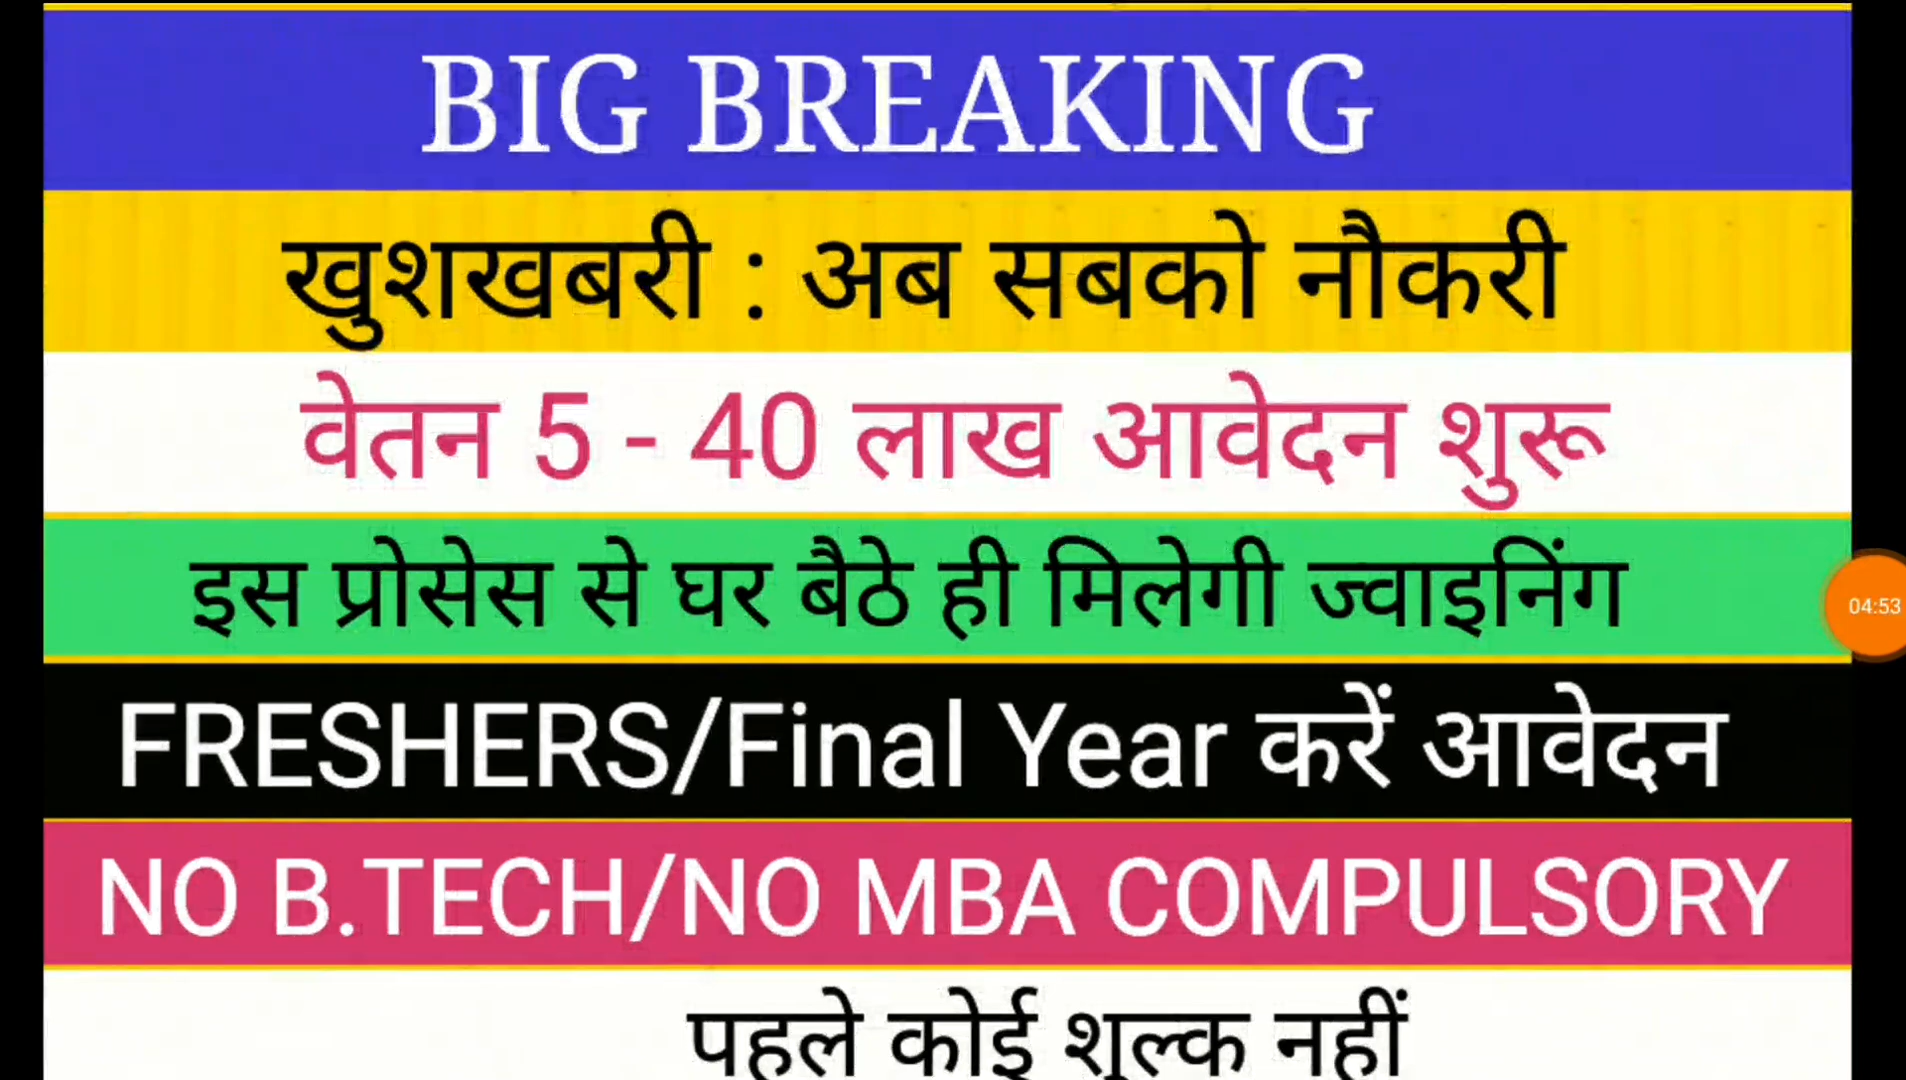 BIG BREAKING
खुशखबरी : अब सबको नौकरी
वेतन 5 - 40 लाख आवेदन शुरू
इस प्रोसेस से घर बैठे ही मिलेगी ज्वाइनिंग
04:53
FRESHERS/Final Year करें आवेदन
NO B.TECH/NO MBA COMPULSORY
पहले कोई शुल्क नहीं